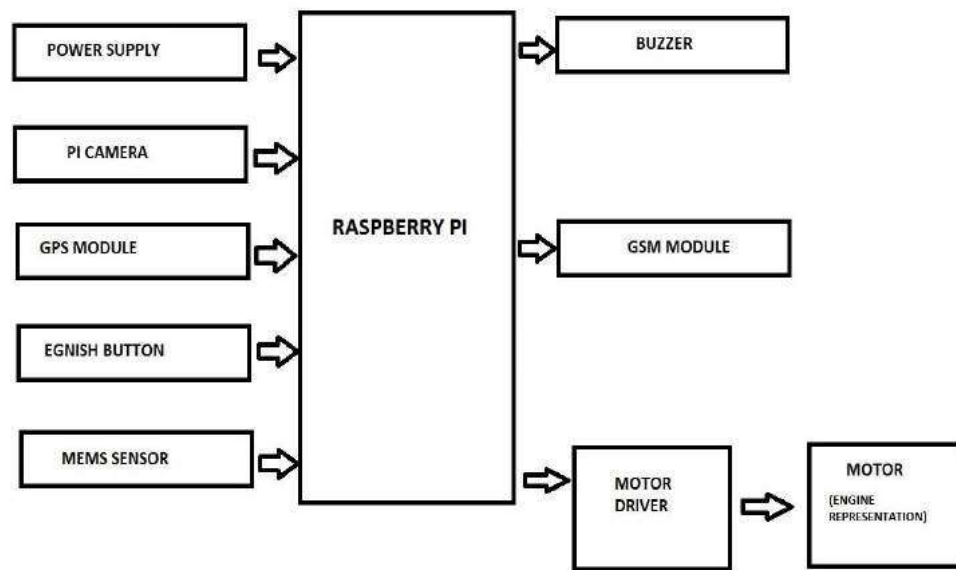 POWER SUPPLY
PI CAMERA
GPS MODULE
EGNISH BUTTON
MEMS SENSOR
RASPBERRY PI
BUZZER
GSM MODULE
MOTOR
DRIVER
MOTOR
(ENGINE
REPRESENTATION)